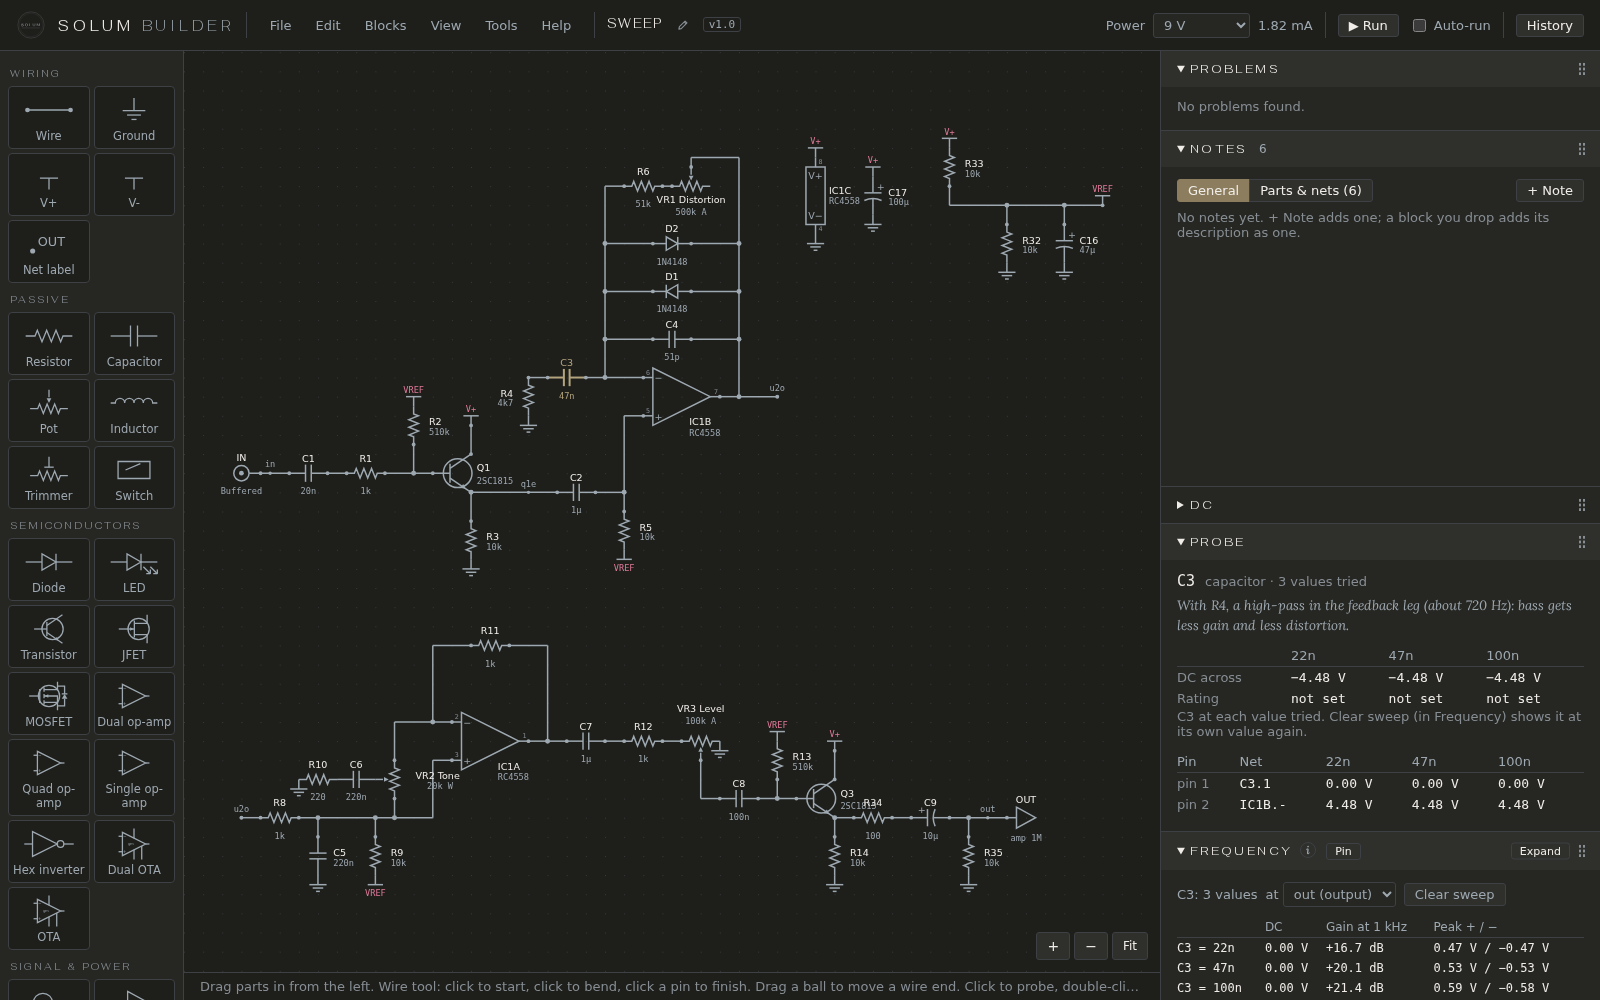 SOLUM BUILDER
File Edit Blocks View Tools Help
SWEEP v1.0
Power 9 V 1.82 mA ▶ Run Auto-run History
WIRING
Wire Ground
V+ V-
OUT
Net label
PASSIVE
Resistor Capacitor
Pot Inductor
Trimmer Switch
SEMICONDUCTORS
Diode LED
Transistor JFET
MOSFET Dual op-amp
Quad op-amp Single op-amp
Hex inverter Dual OTA
OTA
SIGNAL & POWER
V+
R33
10k
VREF
R32
10k
+
C16
47µ
V+
8
V+
V−
4
IC1C
RC4558
V+
+
C17
100µ
R6
51k
VR1 Distortion
500k A
D2
1N4148
D1
1N4148
C4
51p
C3
47n
R4
4k7
6
−
5
+
7
IC1B
RC4558
u2o
VREF
R2
510k
V+
IN
Buffered
in
C1
20n
R1
1k
Q1
2SC1815
q1e
C2
1µ
R3
10k
R5
10k
VREF
R11
1k
2
−
3
+
1
IC1A
RC4558
C7
1µ
R12
1k
VR3 Level
100k A
VREF
R13
510k
V+
R10
220
C6
220n
VR2 Tone
20k W
u2o
R8
1k
C5
220n
R9
10k
VREF
C8
100n
Q3
2SC1815
R34
100
+
C9
10µ
out
OUT
amp 1M
R14
10k
R35
10k
+ − Fit
Drag parts in from the left. Wire tool: click to start, click to bend, click a pin to finish. Drag a ball to move a wire end. Click to probe, double-cli…
PROBLEMS
No problems found.
NOTES 6
General Parts & nets (6) + Note
No notes yet. + Note adds one; a block you drop adds its
description as one.
DC
PROBE
C3 capacitor · 3 values tried
With R4, a high-pass in the feedback leg (about 720 Hz): bass gets
less gain and less distortion.
22n 47n 100n
DC across −4.48 V −4.48 V −4.48 V
Rating not set not set not set
C3 at each value tried. Clear sweep (in Frequency) shows it at
its own value again.
Pin Net 22n 47n 100n
pin 1 C3.1 0.00 V 0.00 V 0.00 V
pin 2 IC1B.- 4.48 V 4.48 V 4.48 V
FREQUENCY i Pin Expand
C3: 3 values at out (output) Clear sweep
DC Gain at 1 kHz Peak + / −
C3 = 22n 0.00 V +16.7 dB 0.47 V / −0.47 V
C3 = 47n 0.00 V +20.1 dB 0.53 V / −0.53 V
C3 = 100n 0.00 V +21.4 dB 0.59 V / −0.58 V